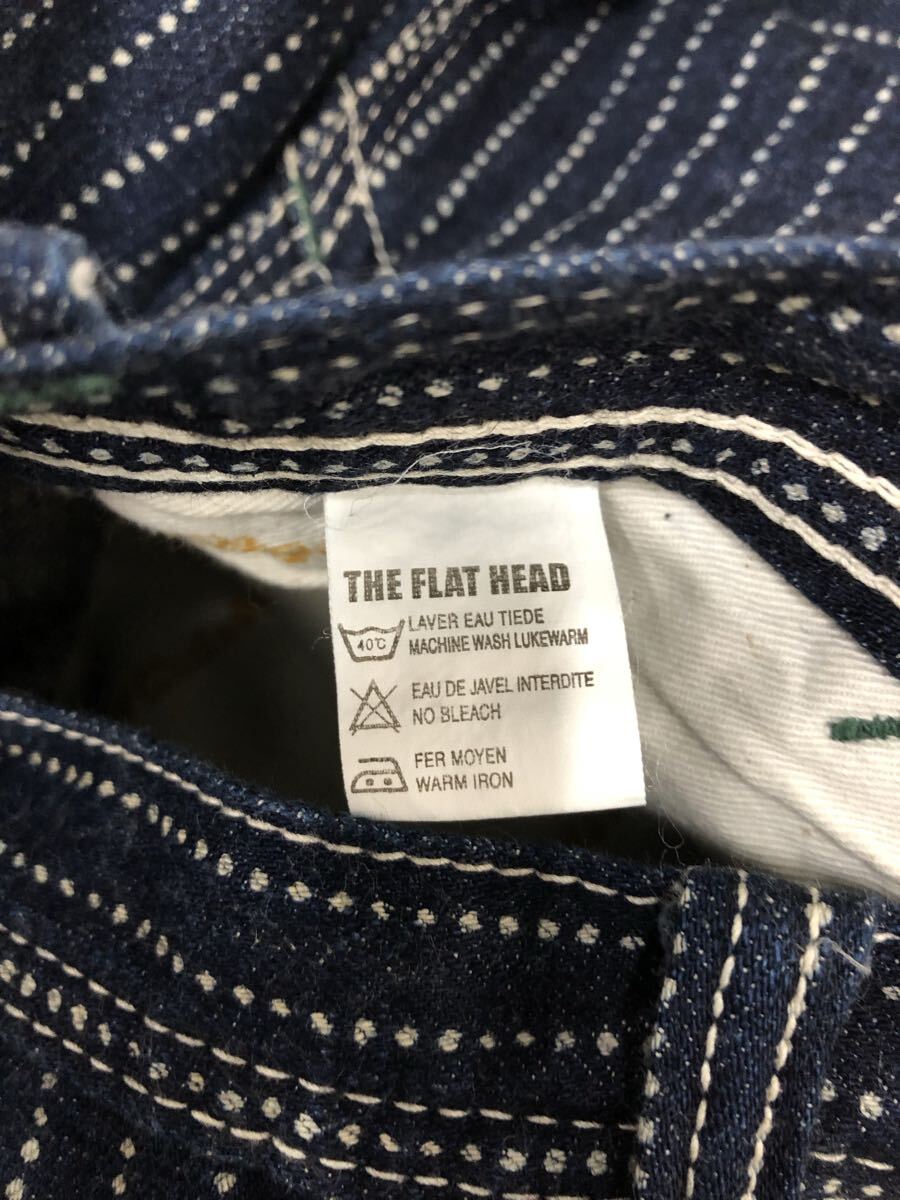 THE FLAT HEAD
40℃
LAVER EAU TIEDE
MACHINE WASH LUKEWARM
EAU DE JAVEL INTERDITE
NO BLEACH
FER MOYEN
WARM IRON